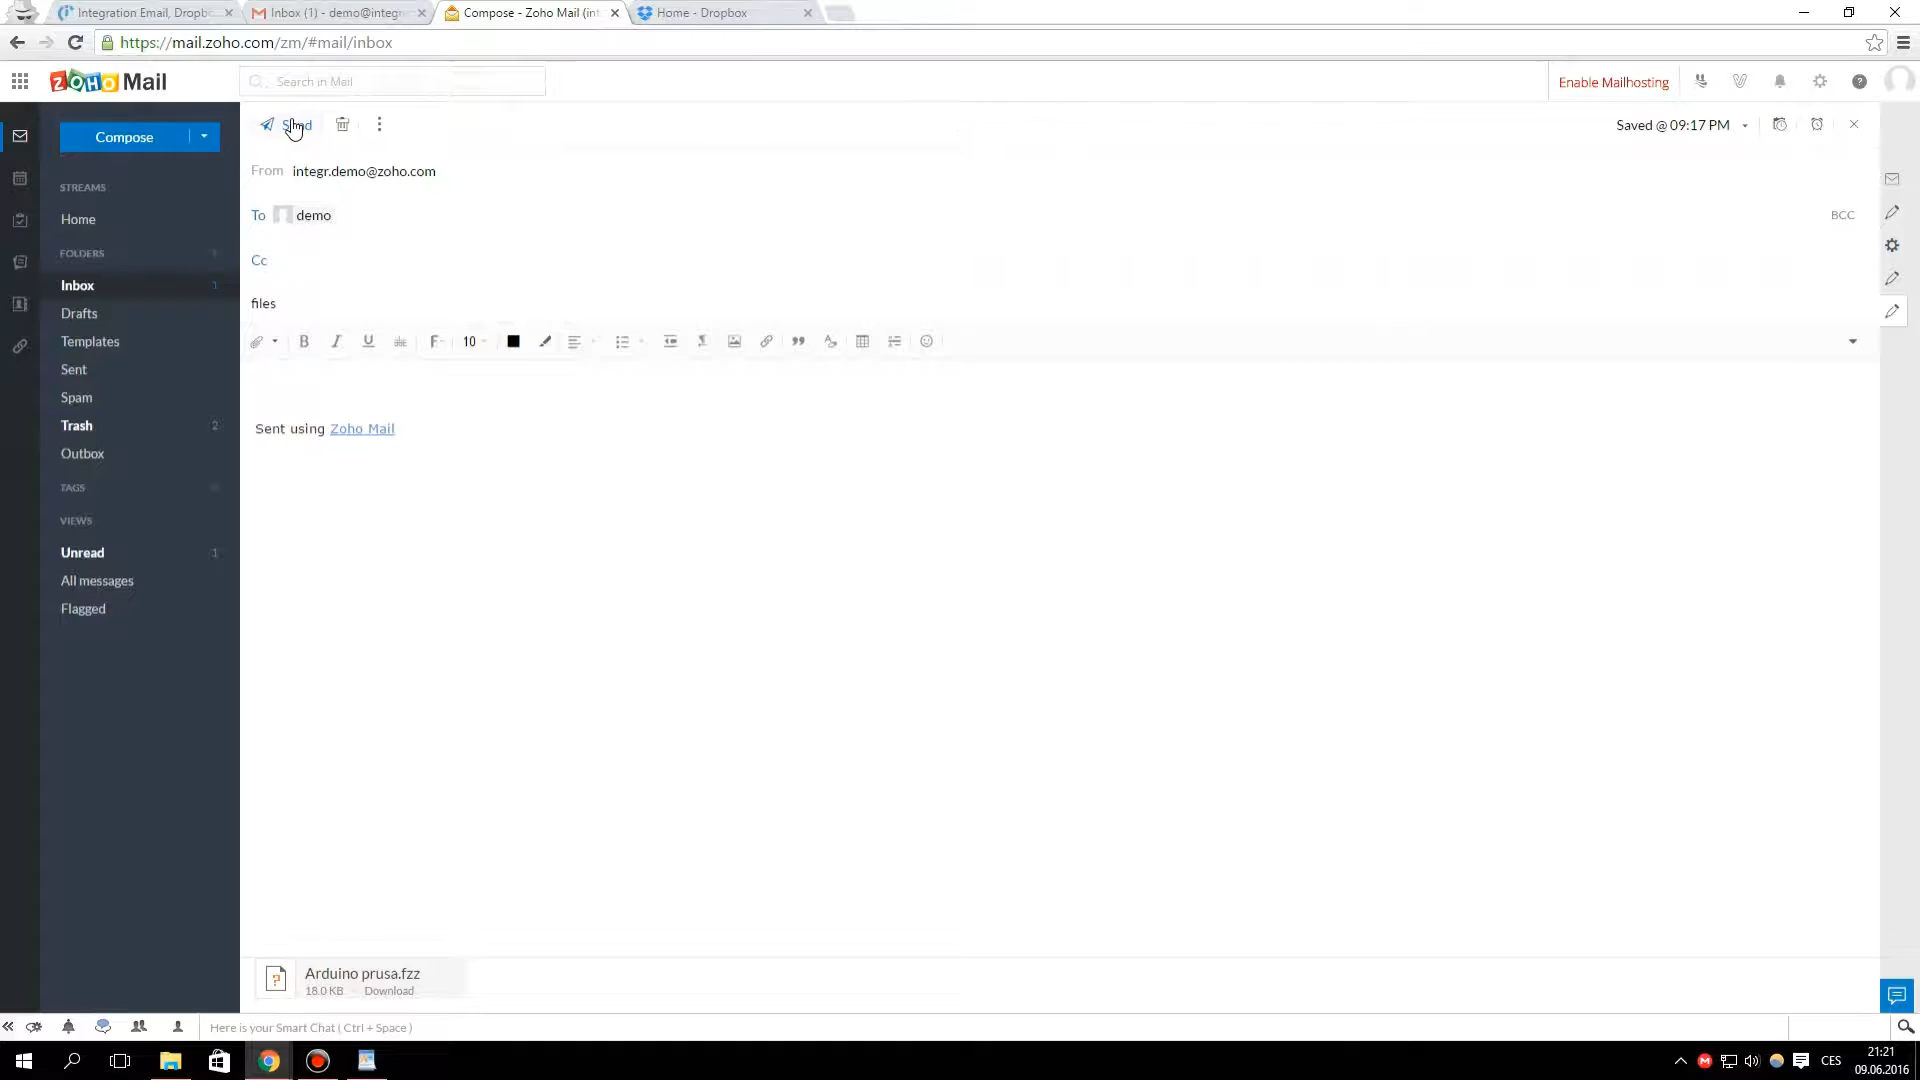 Integration Email, Dropb
Inbox (1) - demo@integr
Compose - Zoho Mail (int
Home - Dropbox
https://mail.zoho.com/zm/#mail/inbox
ZOHO Mail
Search in Mail
Enable Mailhosting
Compose
Send
Saved @ 09:17 PM
STREAMS
Home
From integr.demo@zoho.com
To demo
BCC
FOLDERS
Cc
Inbox 1
files
Drafts
Templates
B I U abc F 10
Sent
Spam
Trash 2
Sent using Zoho Mail
Outbox
TAGS
VIEWS
Unread 1
All messages
Flagged
Arduino prusa.fzz
18.0 KB Download
Here is your Smart Chat ( Ctrl + Space )
CES
21:21
09.06.2016